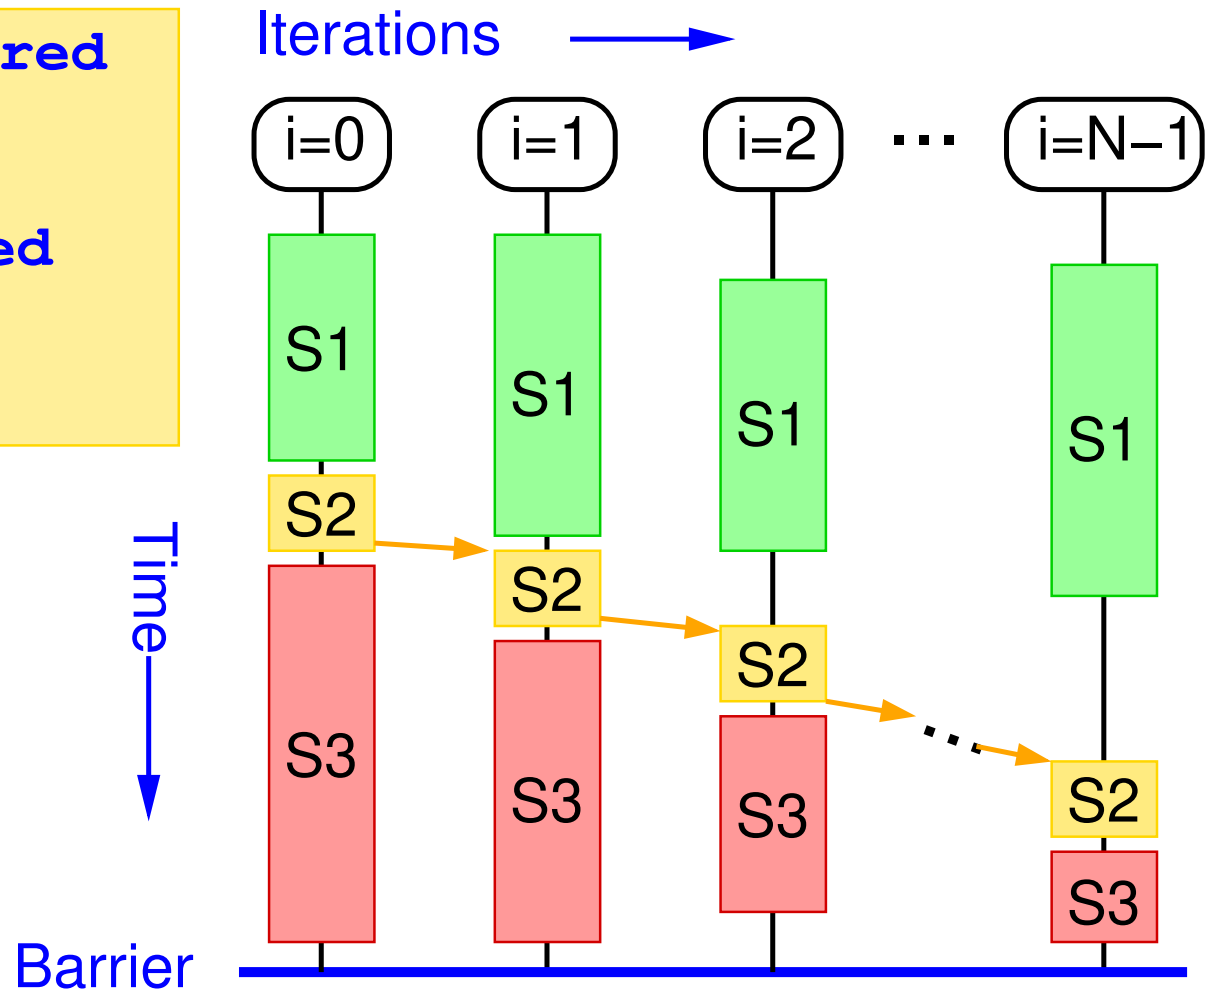 red
ed
Iterations
i=0 i=1 i=2 ... i=N−1
S1 S1 S1 S1
S2 S2 S2 S2
S3 S3 S3 S3
Time
Barrier